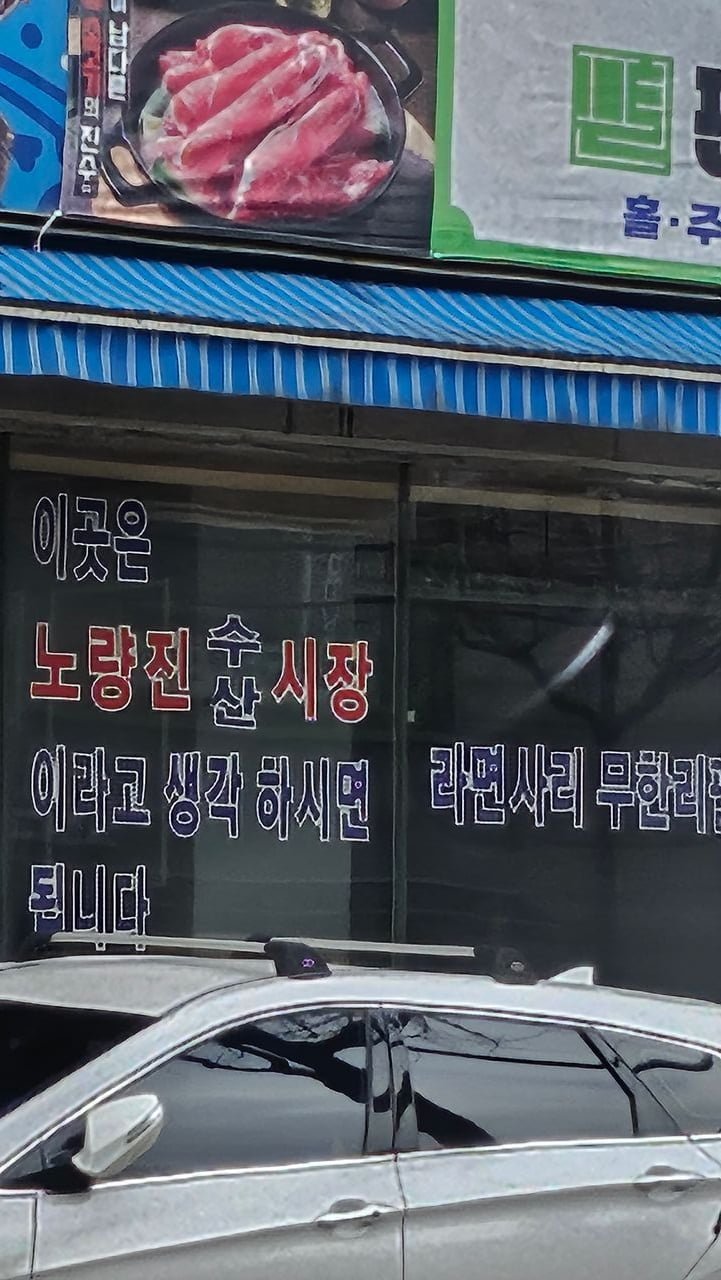 홀·주
이곳은
노량진 수산 시장
이라고 생각 하시면
됩니다
라면사리 무한리필